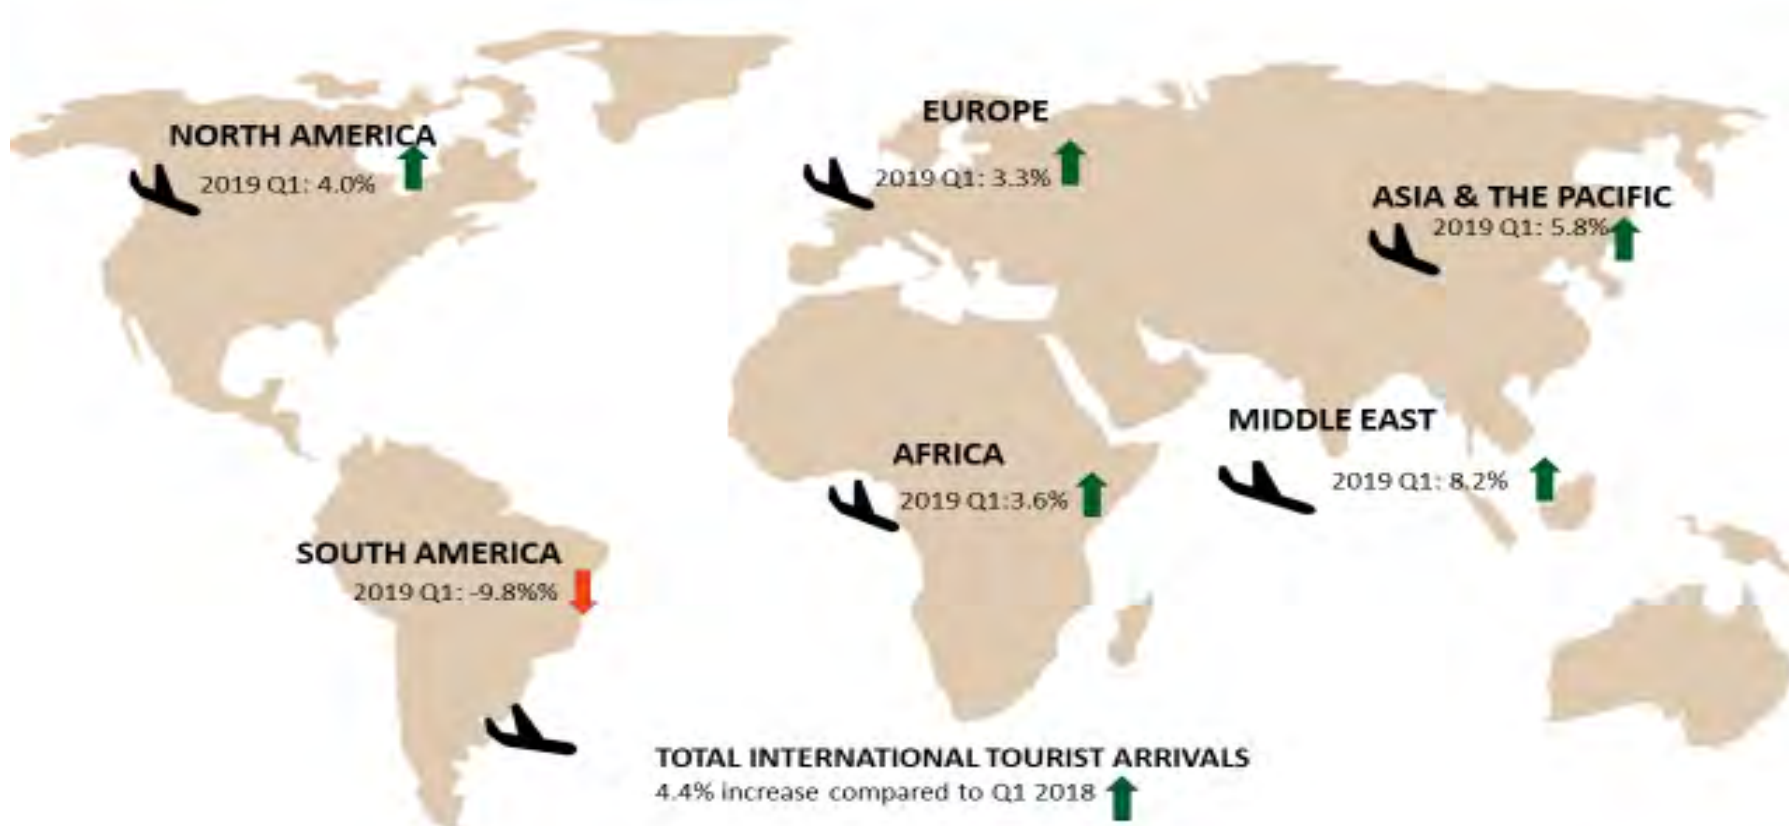 NORTH AMERICA
2019 Q1: 4.0%
EUROPE
2019 Q1: 3.3%
ASIA & THE PACIFIC
2019 Q1: 5.8%
MIDDLE EAST
2019 Q1: 8.2%
AFRICA
2019 Q1:3.6%
SOUTH AMERICA
2019 Q1: -9.8%%
TOTAL INTERNATIONAL TOURIST ARRIVALS
4.4% increase compared to Q1 2018